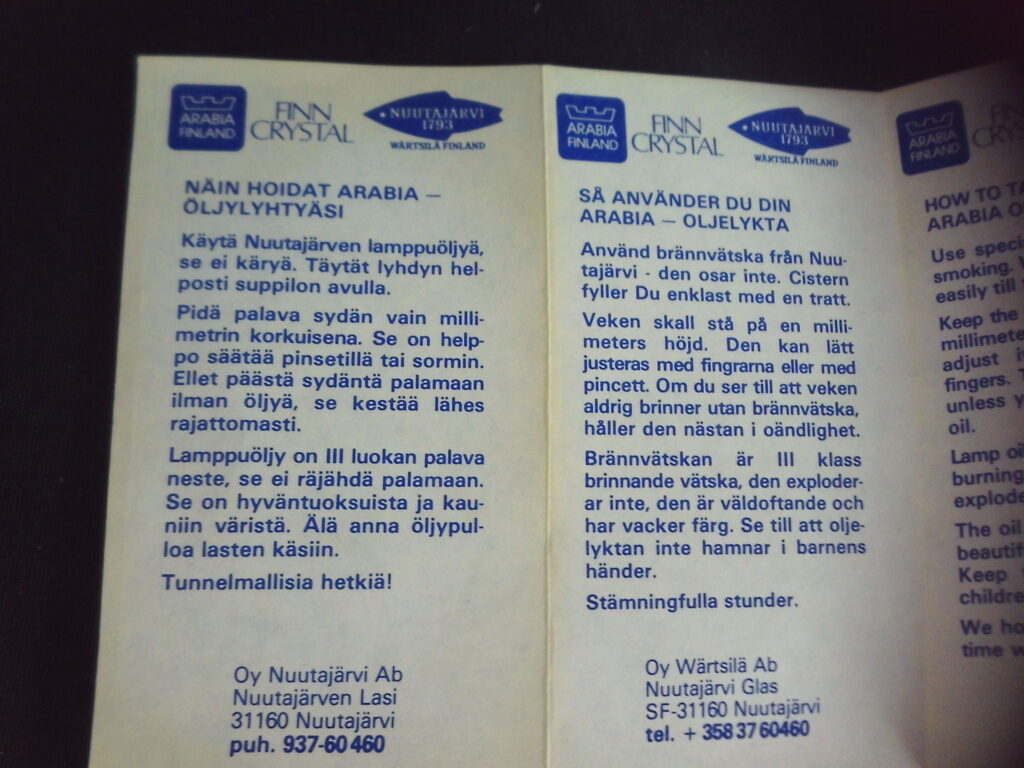 ARABIA
FINLAND
FINN
CRYSTAL
NUUTAJÄRVI
1793
WÄRTSILÄ FINLAND
NÄIN HOIDAT ARABIA –
ÖLJYLYHTYÄSI
Käytä Nuutajärven lamppuöljyä,
se ei käryä. Täytät lyhdyn hel-
posti suppilon avulla.
Pidä palava sydän vain milli-
metrin korkuisena. Se on help-
po säätää pinsetillä tai sormin.
Ellet päästä sydäntä palamaan
ilman öljyä, se kestää lähes
rajattomasti.
Lamppuöljy on III luokan palava
neste, se ei räjähdä palamaan.
Se on hyväntuoksuista ja kau-
niin väristä. Älä anna öljypul-
loa lasten käsiin.
Tunnelmallisia hetkiä!
Oy Nuutajärvi Ab
Nuutajärven Lasi
31160 Nuutajärvi
puh. 937-60 460
ARABIA
FINLAND
FINN
CRYSTAL
NUUTAJÄRVI
1793
WÄRTSILÄ FINLAND
SÅ ANVÄNDER DU DIN
ARABIA – OLJELYKTA
Använd brännvätska från Nuu-
tajärvi - den osar inte. Cistern
fyller Du enklast med en tratt.
Veken skall stå på en milli-
meters höjd. Den kan lätt
justeras med fingrarna eller med
pincett. Om du ser till att veken
aldrig brinner utan brännvätska,
håller den nästan i oändlighet.
Brännvätskan är III klass
brinnande vätska, den exploder-
ar inte, den är väldoftande och
har vacker färg. Se till att olje-
lyktan inte hamnar i barnens
händer.
Stämningfulla stunder.
Oy Wärtsilä Ab
Nuutajärvi Glas
SF-31160 Nuutajärvi
tel. + 358 37 60460
ARABIA
FINLAND
HOW TO
ARABIA
Use
smoking.
easily till
Keep the
adjust
fingers.
unless
oil.
Lamp
burning
The oil
Keep
We
time